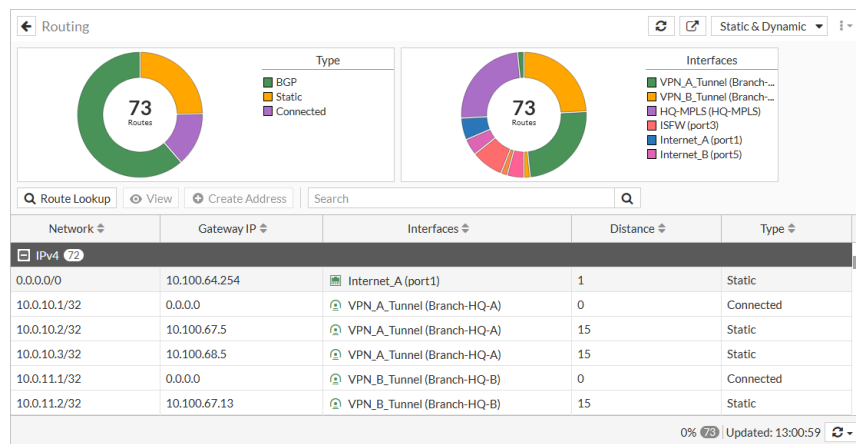 Routing
Static & Dynamic
Type
BGP
Static
Connected
73
Routes
Interfaces
VPN_A_Tunnel (Branch-...
VPN_B_Tunnel (Branch-...
HQ-MPLS (HQ-MPLS)
ISFW (port3)
Internet_A (port1)
Internet_B (port5)
73
Routes
Route Lookup View Create Address Search
Network Gateway IP Interfaces Distance Type
IPv4 72
0.0.0.0/0 10.100.64.254 Internet_A (port1) 1 Static
10.0.10.1/32 0.0.0.0 VPN_A_Tunnel (Branch-HQ-A) 0 Connected
10.0.10.2/32 10.100.67.5 VPN_A_Tunnel (Branch-HQ-A) 15 Static
10.0.10.3/32 10.100.68.5 VPN_A_Tunnel (Branch-HQ-A) 15 Static
10.0.11.1/32 0.0.0.0 VPN_B_Tunnel (Branch-HQ-B) 0 Connected
10.0.11.2/32 10.100.67.13 VPN_B_Tunnel (Branch-HQ-B) 15 Static
0% 73 Updated: 13:00:59